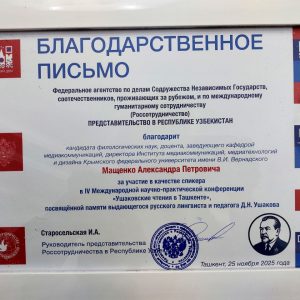 БЛАГОДАРСТВЕННОЕ
ПИСЬМО
Федеральное агентство по делам Содружества Независимых Государств,
соотечественников, проживающих за рубежом, и по международному
гуманитарному сотрудничеству
(Россотрудничество)
ПРЕДСТАВИТЕЛЬСТВО В РЕСПУБЛИКЕ УЗБЕКИСТАН
благодарит
кандидата филологических наук, доцента, заведующего кафедрой
медиакоммуникаций, директора Института медиакоммуникаций, медиатехнологий
и дизайна Крымского федерального университета имени В.И. Вернадского
Мащенко Александра Петровича
за участие в качестве спикера
в IV Международной научно-практической конференции
«Ушаковские чтения в Ташкенте»,
посвящённой памяти выдающегося русского лингвиста и педагога Д.Н. Ушакова
Старосельская И.А.
Руководитель представительства
Россотрудничества в Республике
Ташкент, 25 ноября 2025 года